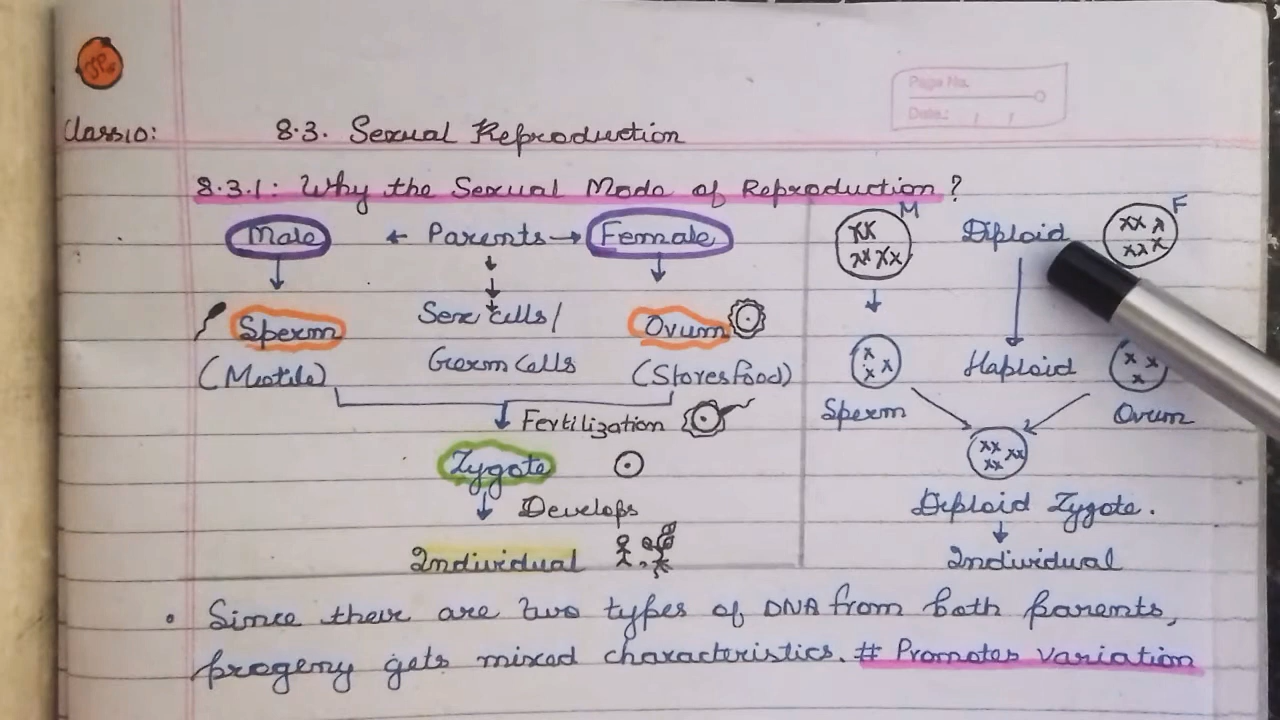 Page No.
Date.:
Class10:
8.3. Sexual Reproduction
8.3.1: Why the Sexual Mode of Reproduction?
Male ← Parents → Female
Sperm
Sex cells/
Ovum
(Motile)
Germ Cells
(Stores food)
Fertilization
Zygote
Develops
Individual
M
Diploid
F
Haploid
Sperm
Ovum
Diploid Zygote.
Individual
• Since there are two types of DNA from both parents,
progeny gets mixed characteristics. # Promotes variation